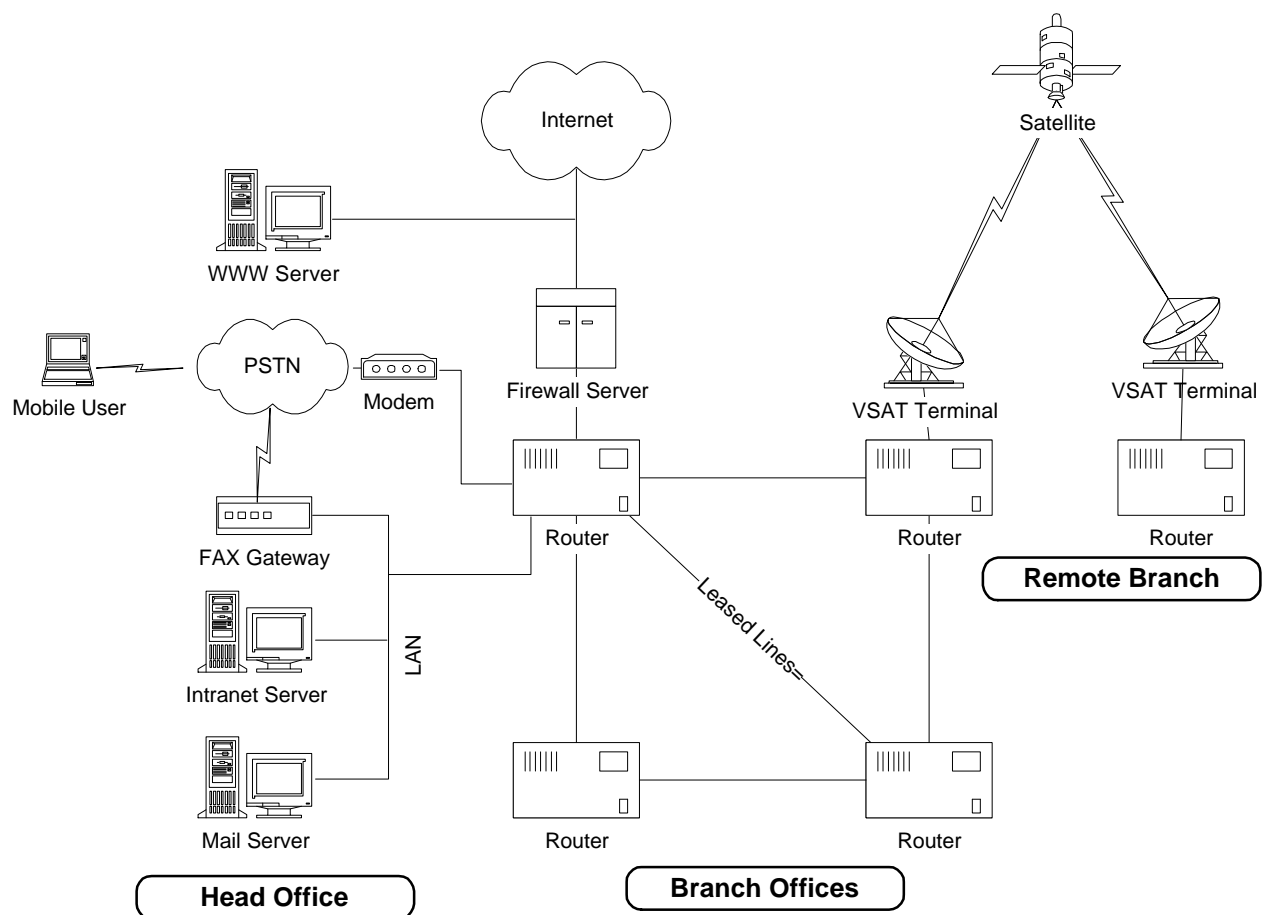 Internet
Satellite
WWW Server
PSTN
Mobile User
Modem
Firewall Server
VSAT Terminal
VSAT Terminal
FAX Gateway
Router
Router
Router
Remote Branch
Leased Lines=
LAN
Intranet Server
Mail Server
Router
Router
Head Office
Branch Offices